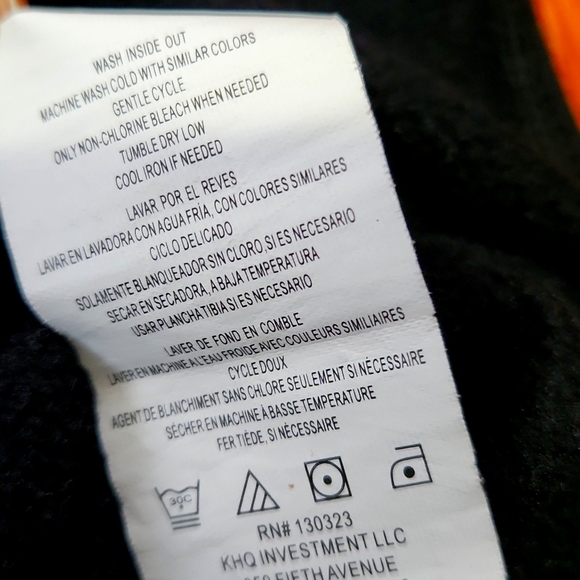 WASH INSIDE OUT
MACHINE WASH COLD WITH SIMILAR COLORS
GENTLE CYCLE
ONLY NON-CHLORINE BLEACH WHEN NEEDED
TUMBLE DRY LOW
COOL IRON IF NEEDED
LAVAR POR EL REVES
LAVAR EN LAVADORA CON AGUA FRÍA, CON COLORES SIMILARES
CICLO DELICADO
SOLAMENTE BLANQUEADOR SIN CLORO SI ES NECESARIO
SECAR EN SECADORA, A BAJA TEMPERATURA
USAR PLANCHA TIBIA SI ES NECESARIO
LAVER DE FOND EN COMBLE
LAVER EN MACHINE A L'EAU FROIDE AVEC COULEURS SIMILIAIRES
CYCLE DOUX
AGENT DE BLANCHIMENT SANS CHLORE SEULEMENT SI NÉCESSAIRE
SÉCHER EN MACHINE À BASSE TEMPERATURE
FER TIÉDE, SI NÉCESSAIRE
30C
RN# 130323
KHQ INVESTMENT LLC
FIFTH AVENUE